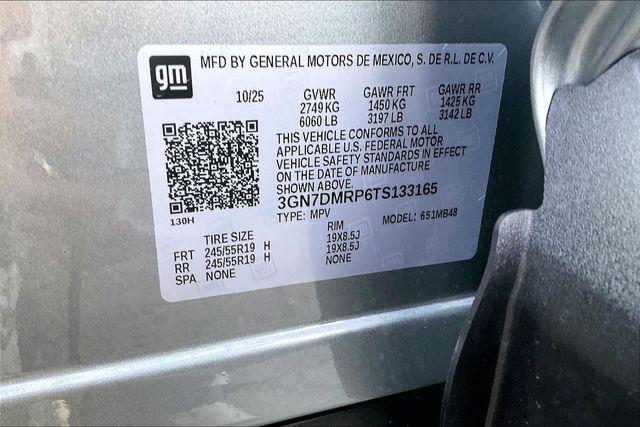 gm
MFD BY GENERAL MOTORS DE MEXICO, S. DE R.L. DE C.V.
10/25 GVWR GAWR FRT GAWR RR
2749 KG 1450 KG 1425 KG
6060 LB 3197 LB 3142 LB
THIS VEHICLE CONFORMS TO ALL
APPLICABLE U.S. FEDERAL MOTOR
VEHICLE SAFETY STANDARDS IN EFFECT
ON THE DATE OF MANUFACTURE
SHOWN ABOVE.
3GN7DMRP6TS133165
130H
TYPE: MPV MODEL: 651MB48
TIRE SIZE RIM
FRT 245/55R19 H 19X8.5J
RR 245/55R19 H 19X8.5J
SPA NONE NONE